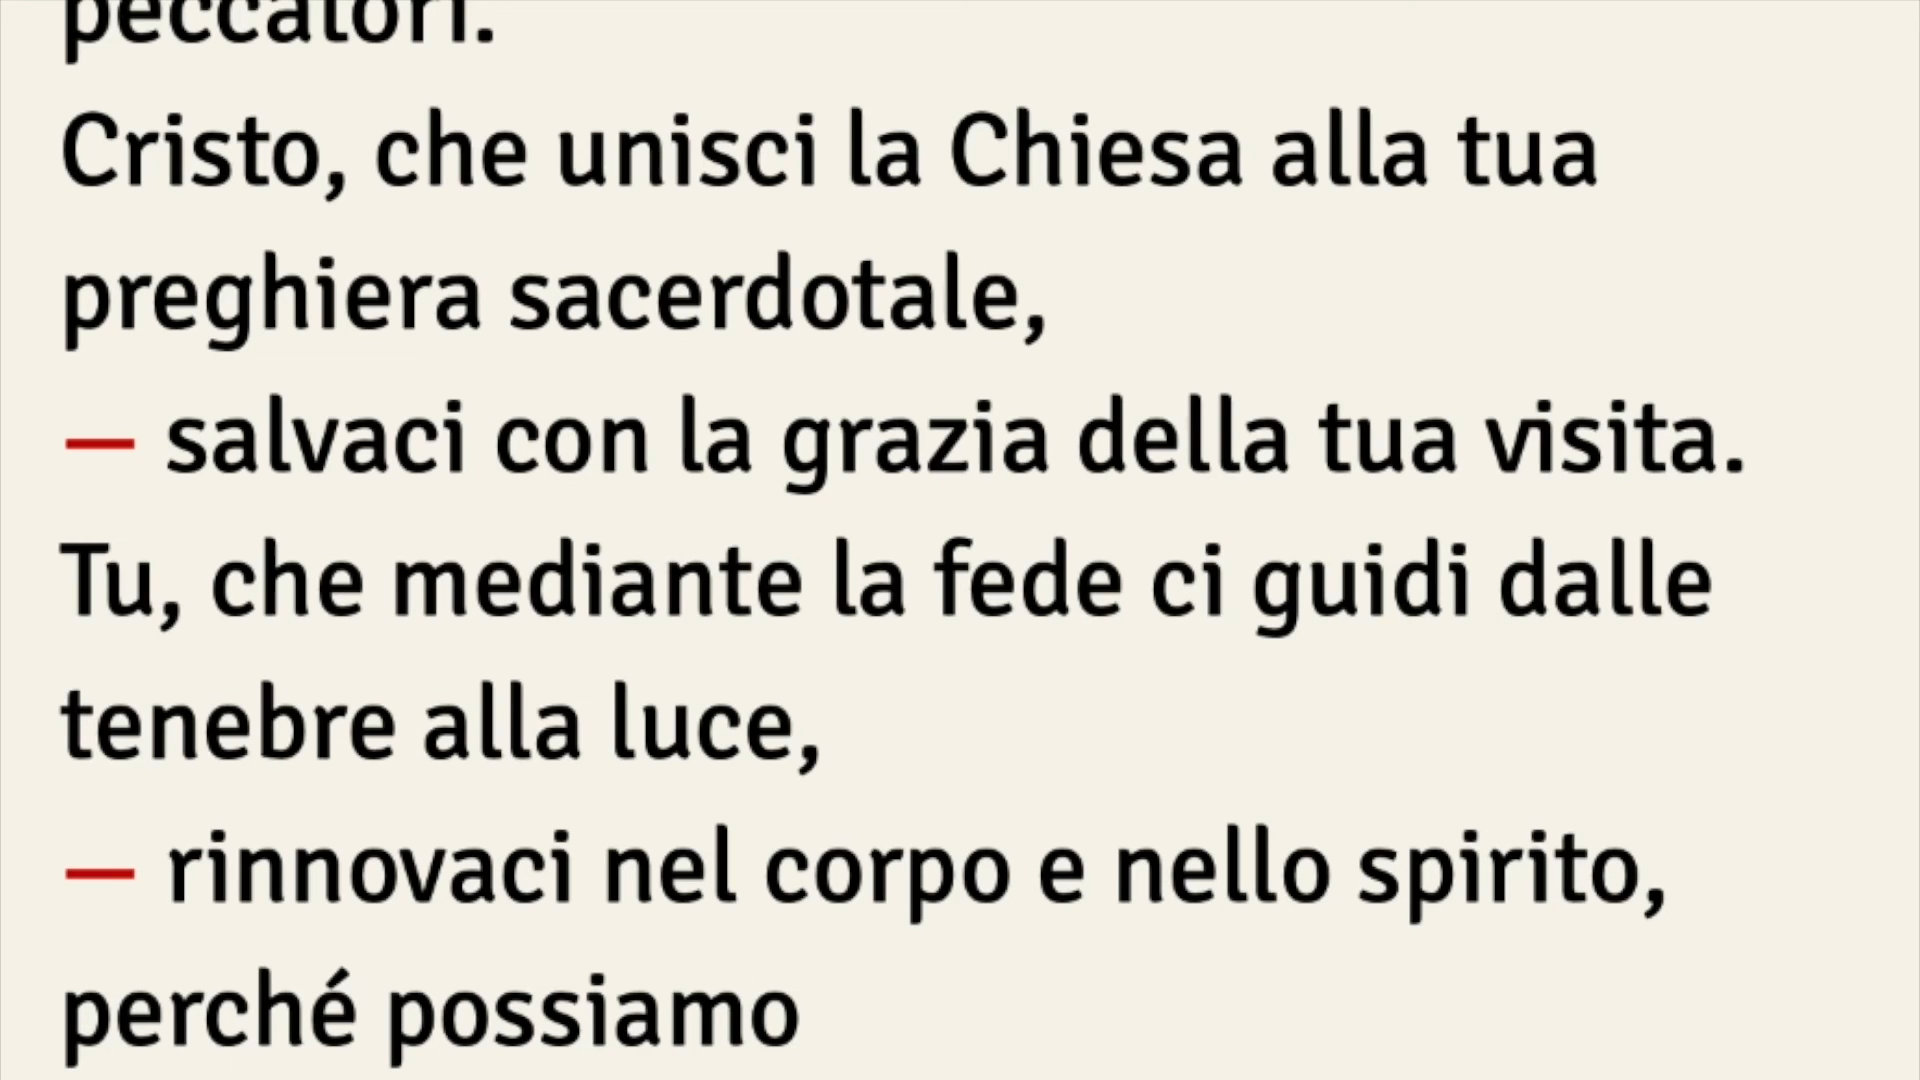 peccatori.
Cristo, che unisci la Chiesa alla tua
preghiera sacerdotale,
— salvaci con la grazia della tua visita.
Tu, che mediante la fede ci guidi dalle
tenebre alla luce,
— rinnovaci nel corpo e nello spirito,
perché possiamo